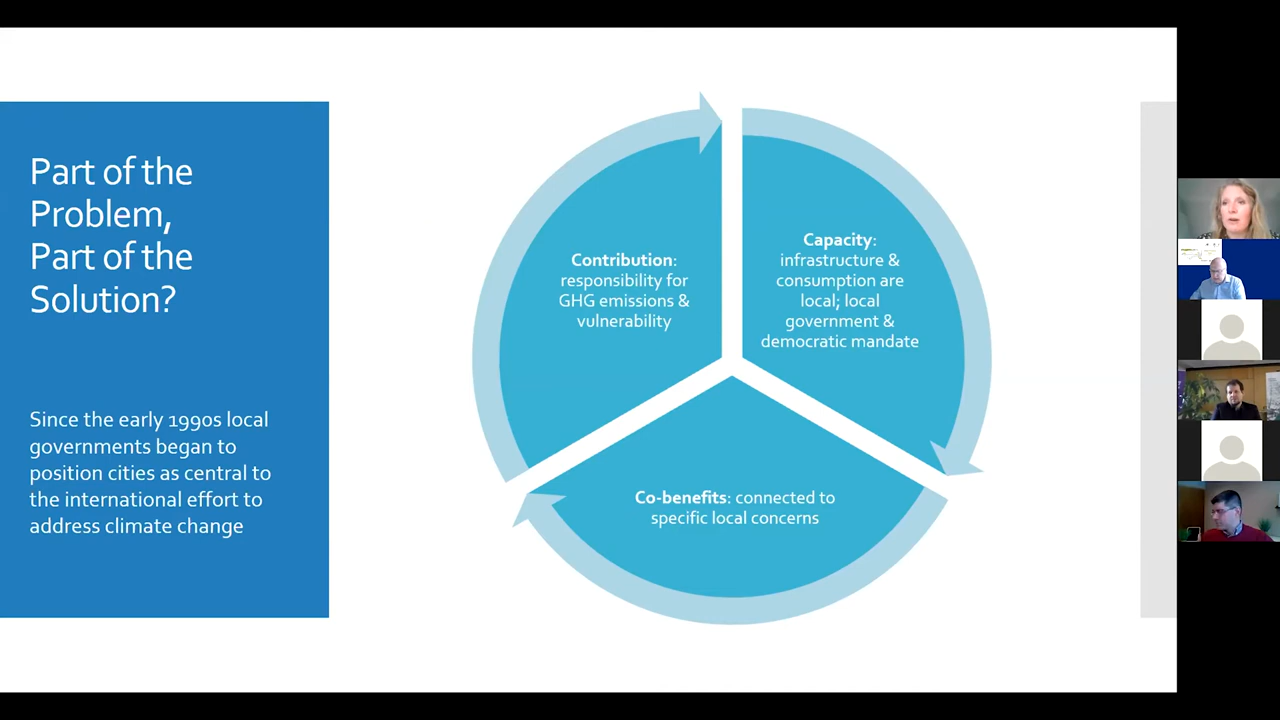 Part of the
Problem,
Part of the
Solution?
Since the early 1990s local
governments began to
position cities as central to
the international effort to
address climate change
Contribution:
responsibility for
GHG emissions &
vulnerability
Capacity:
infrastructure &
consumption are
local; local
government &
democratic mandate
Co-benefits: connected to
specific local concerns